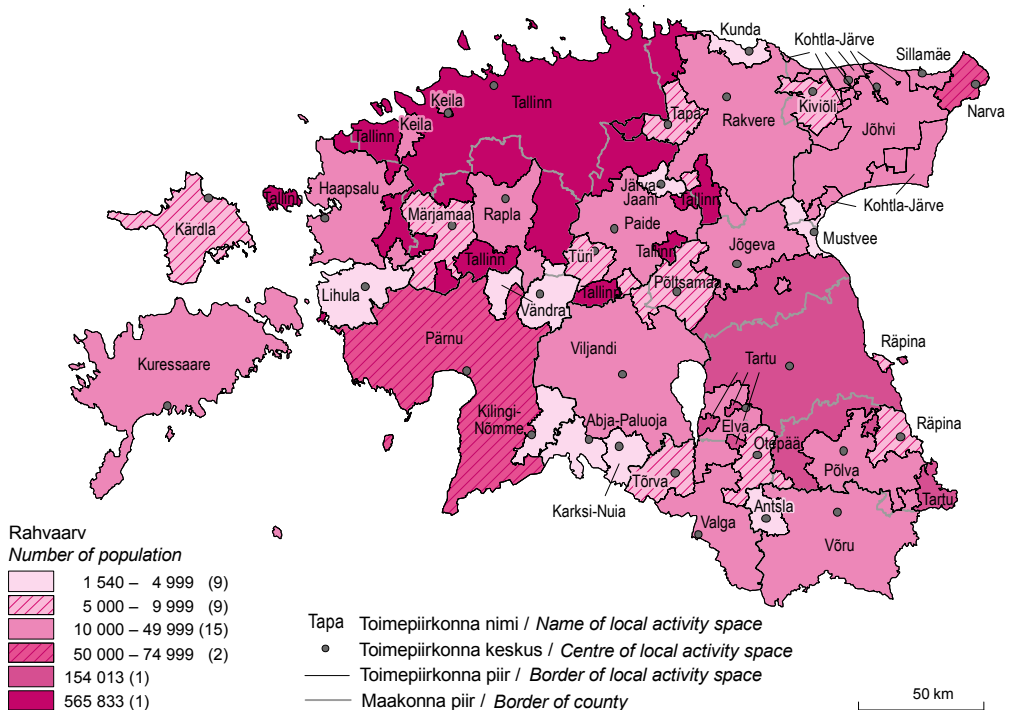 Kunda
Kohtla-Järve
Sillamäe
Tallinn
Keila
Keila
Tapa
Rakvere
Kiviõli
Jõhvi
Narva
Tallinn
Haapsalu
Järva-
Jaani
Tallinn
Kohtla-Järve
Tallinn
Märjamaa
Rapla
Paide
Kärdla
Mustvee
Tallinn
Türi
Tallinn
Jõgeva
Lihula
Tallinn
Põltsamaa
Vändra
Pärnu
Viljandi
Tartu
Räpina
Kuressaare
Kilingi-
Nõmme
Abja-Paluoja
Elva
Otepää
Räpina
Põlva
Tõrva
Karksi-Nuia
Antsla
Tartu
Valga
Võru
Rahvaarv
Number of population
1 540 – 4 999 (9)
5 000 – 9 999 (9)
10 000 – 49 999 (15)
50 000 – 74 999 (2)
154 013 (1)
565 833 (1)
Tapa Toimepiirkonna nimi / Name of local activity space
Toimepiirkonna keskus / Centre of local activity space
Toimepiirkonna piir / Border of local activity space
Maakonna piir / Border of county
50 km